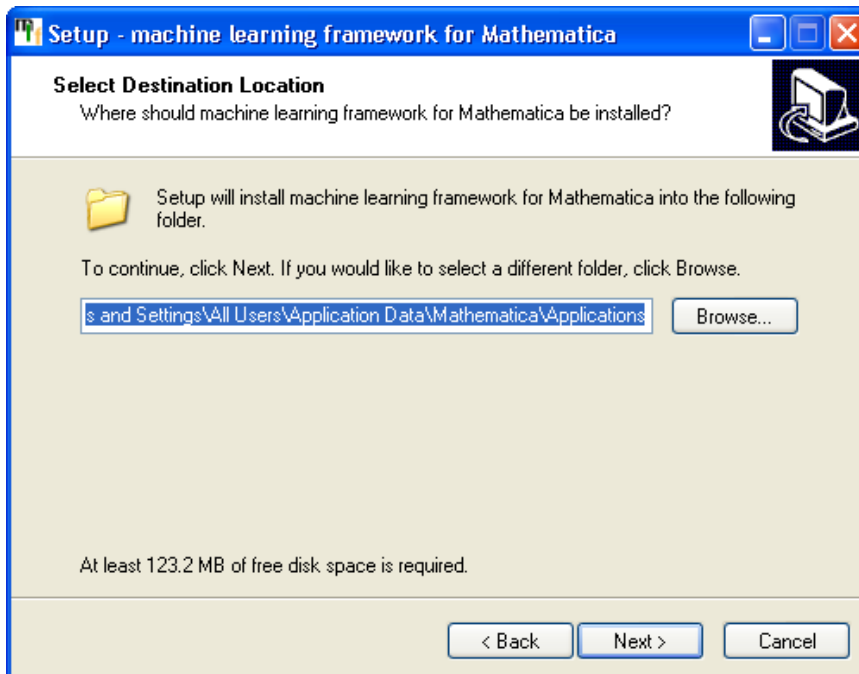 Setup - machine learning framework for Mathematica
Select Destination Location
Where should machine learning framework for Mathematica be installed?
Setup will install machine learning framework for Mathematica into the following
folder.
To continue, click Next. If you would like to select a different folder, click Browse.
s and Settings\All Users\Application Data\Mathematica\Applications
Browse...
At least 123.2 MB of free disk space is required.
< Back
Next >
Cancel